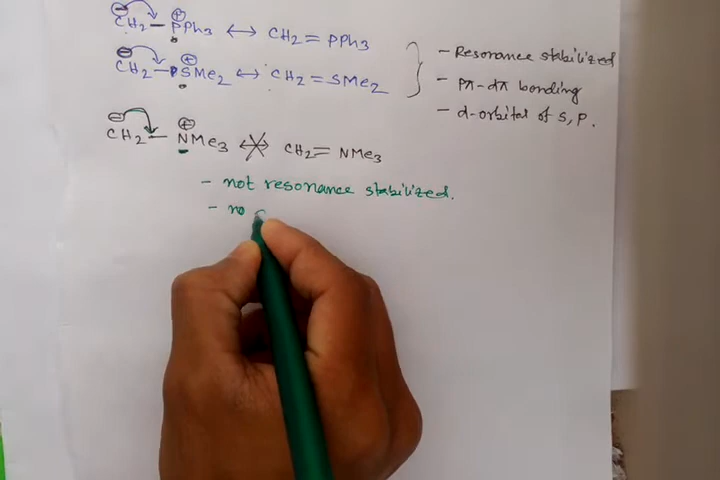 ⊖CH2 — ⊕PPh3 ↔ CH2 = PPh3
⊖CH2 — ⊕SMe2 ↔ CH2 = SMe2
- Resonance stabilized
- pπ-dπ bonding
- d-orbital of S, P.
⊖CH2 — ⊕NMe3 ↔ CH2 = NMe3
- not resonance stabilized.
- no